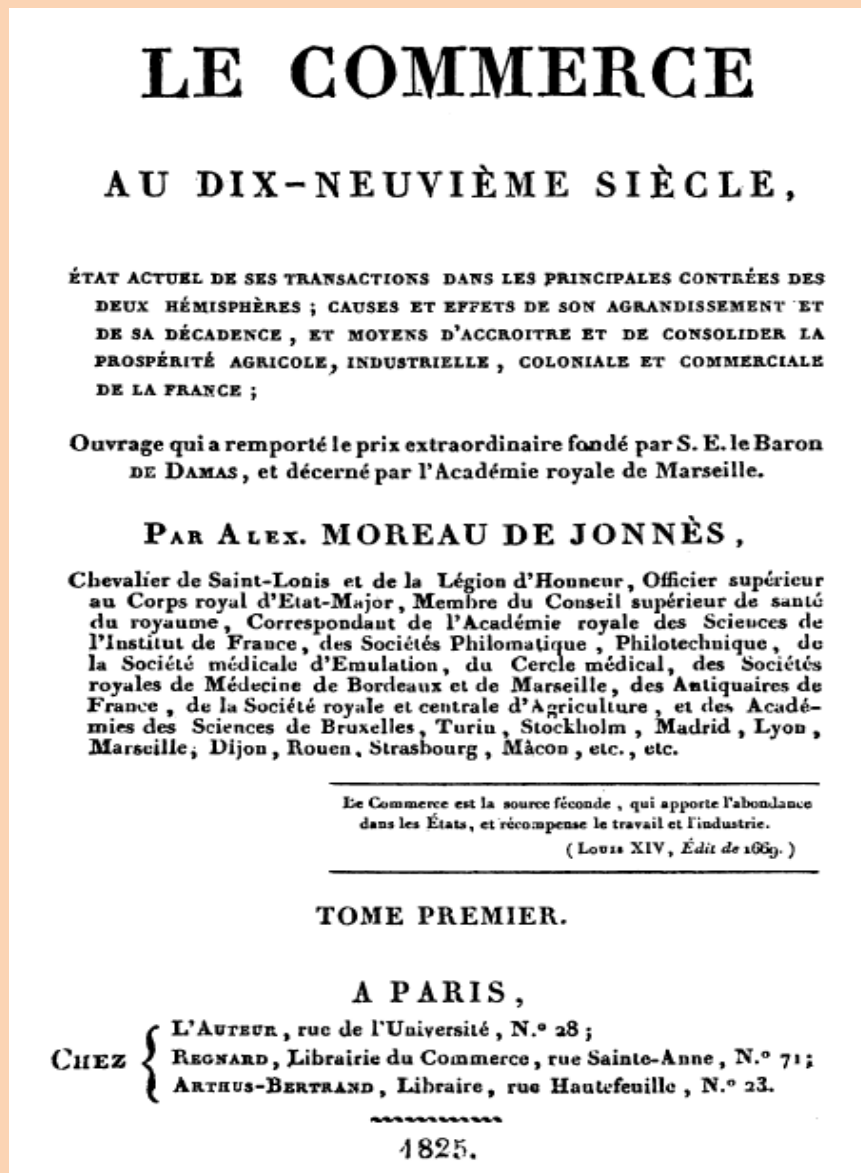 LE COMMERCE
AU DIX-NEUVIÈME SIÈCLE,
ÉTAT ACTUEL DE SES TRANSACTIONS DANS LES PRINCIPALES CONTRÉES DES
DEUX HÉMISPHÈRES ; CAUSES ET EFFETS DE SON AGRANDISSEMENT ET
DE SA DÉCADENCE, ET MOYENS D'ACCROITRE ET DE CONSOLIDER LA
PROSPÉRITÉ AGRICOLE, INDUSTRIELLE, COLONIALE ET COMMERCIALE
DE LA FRANCE ;
Ouvrage qui a remporté le prix extraordinaire fondé par S. E. le Baron
DE DAMAS, et décerné par l'Académie royale de Marseille.
PAR ALEX. MOREAU DE JONNÈS,
Chevalier de Saint-Louis et de la Légion d'Honneur, Officier supérieur
au Corps royal d'Etat-Major, Membre du Conseil supérieur de santé
du royaume, Correspondant de l'Académie royale des Sciences de
l'Institut de France, des Sociétés Philomatique, Philotechnique, de
la Société médicale d'Emulation, du Cercle médical, des Sociétés
royales de Médecine de Bordeaux et de Marseille, des Antiquaires de
France, de la Société royale et centrale d'Agriculture, et des Acadé-
mies des Sciences de Bruxelles, Turin, Stockholm, Madrid, Lyon,
Marseille, Dijon, Rouen, Strasbourg, Mâcon, etc., etc.
Le Commerce est la source féconde, qui apporte l'abondance
dans les États, et récompense le travail et l'industrie.
(LOUIS XIV, Édit de 1669.)
TOME PREMIER.
A PARIS,
CHEZ { L'AUTEUR, rue de l'Université, N.º 28 ;
REGNARD, Librairie du Commerce, rue Sainte-Anne, N.º 71 ;
ARTHUS-BERTRAND, Libraire, rue Hautefeuille, N.º 23.
1825.